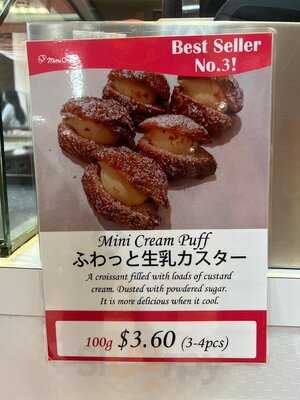 Best Seller
No.3!
Mini Cream Puff
ふわっと生乳カスター
A croissant filled with loads of custard
cream. Dusted with powdered sugar.
It is more delicious when it cool.
100g $3.60 (3-4pcs)